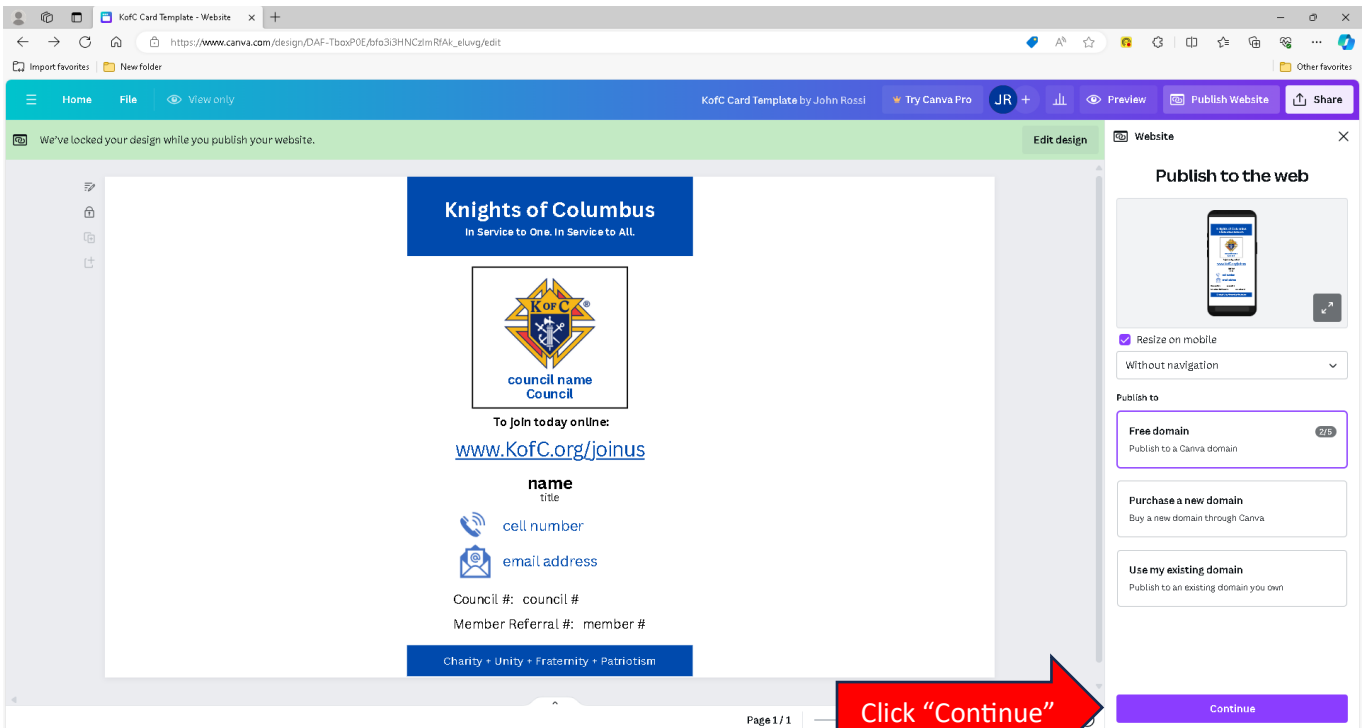 KofC Card Template - Website
https://www.canva.com/design/DAF-TboxP0E/bfo3i3HNCzlmRfAk_eluvg/edit
Import favorites
New folder
Other favorites
Home
File
View only
KofC Card Template by John Rossi
Try Canva Pro
JR
Preview
Publish Website
Share
We've locked your design while you publish your website.
Edit design
Website
Publish to the web
Knights of Columbus
In Service to One. In Service to All.
K OF C
council name
Council
To join today online:
www.KofC.org/joinus
name
title
cell number
email address
Council #: council #
Member Referral #: member #
Charity + Unity + Fraternity + Patriotism
Resize on mobile
Without navigation
Publish to
Free domain
2/5
Publish to a Canva domain
Purchase a new domain
Buy a new domain through Canva
Use my existing domain
Publish to an existing domain you own
Page 1 / 1
Click “Continue”
Continue